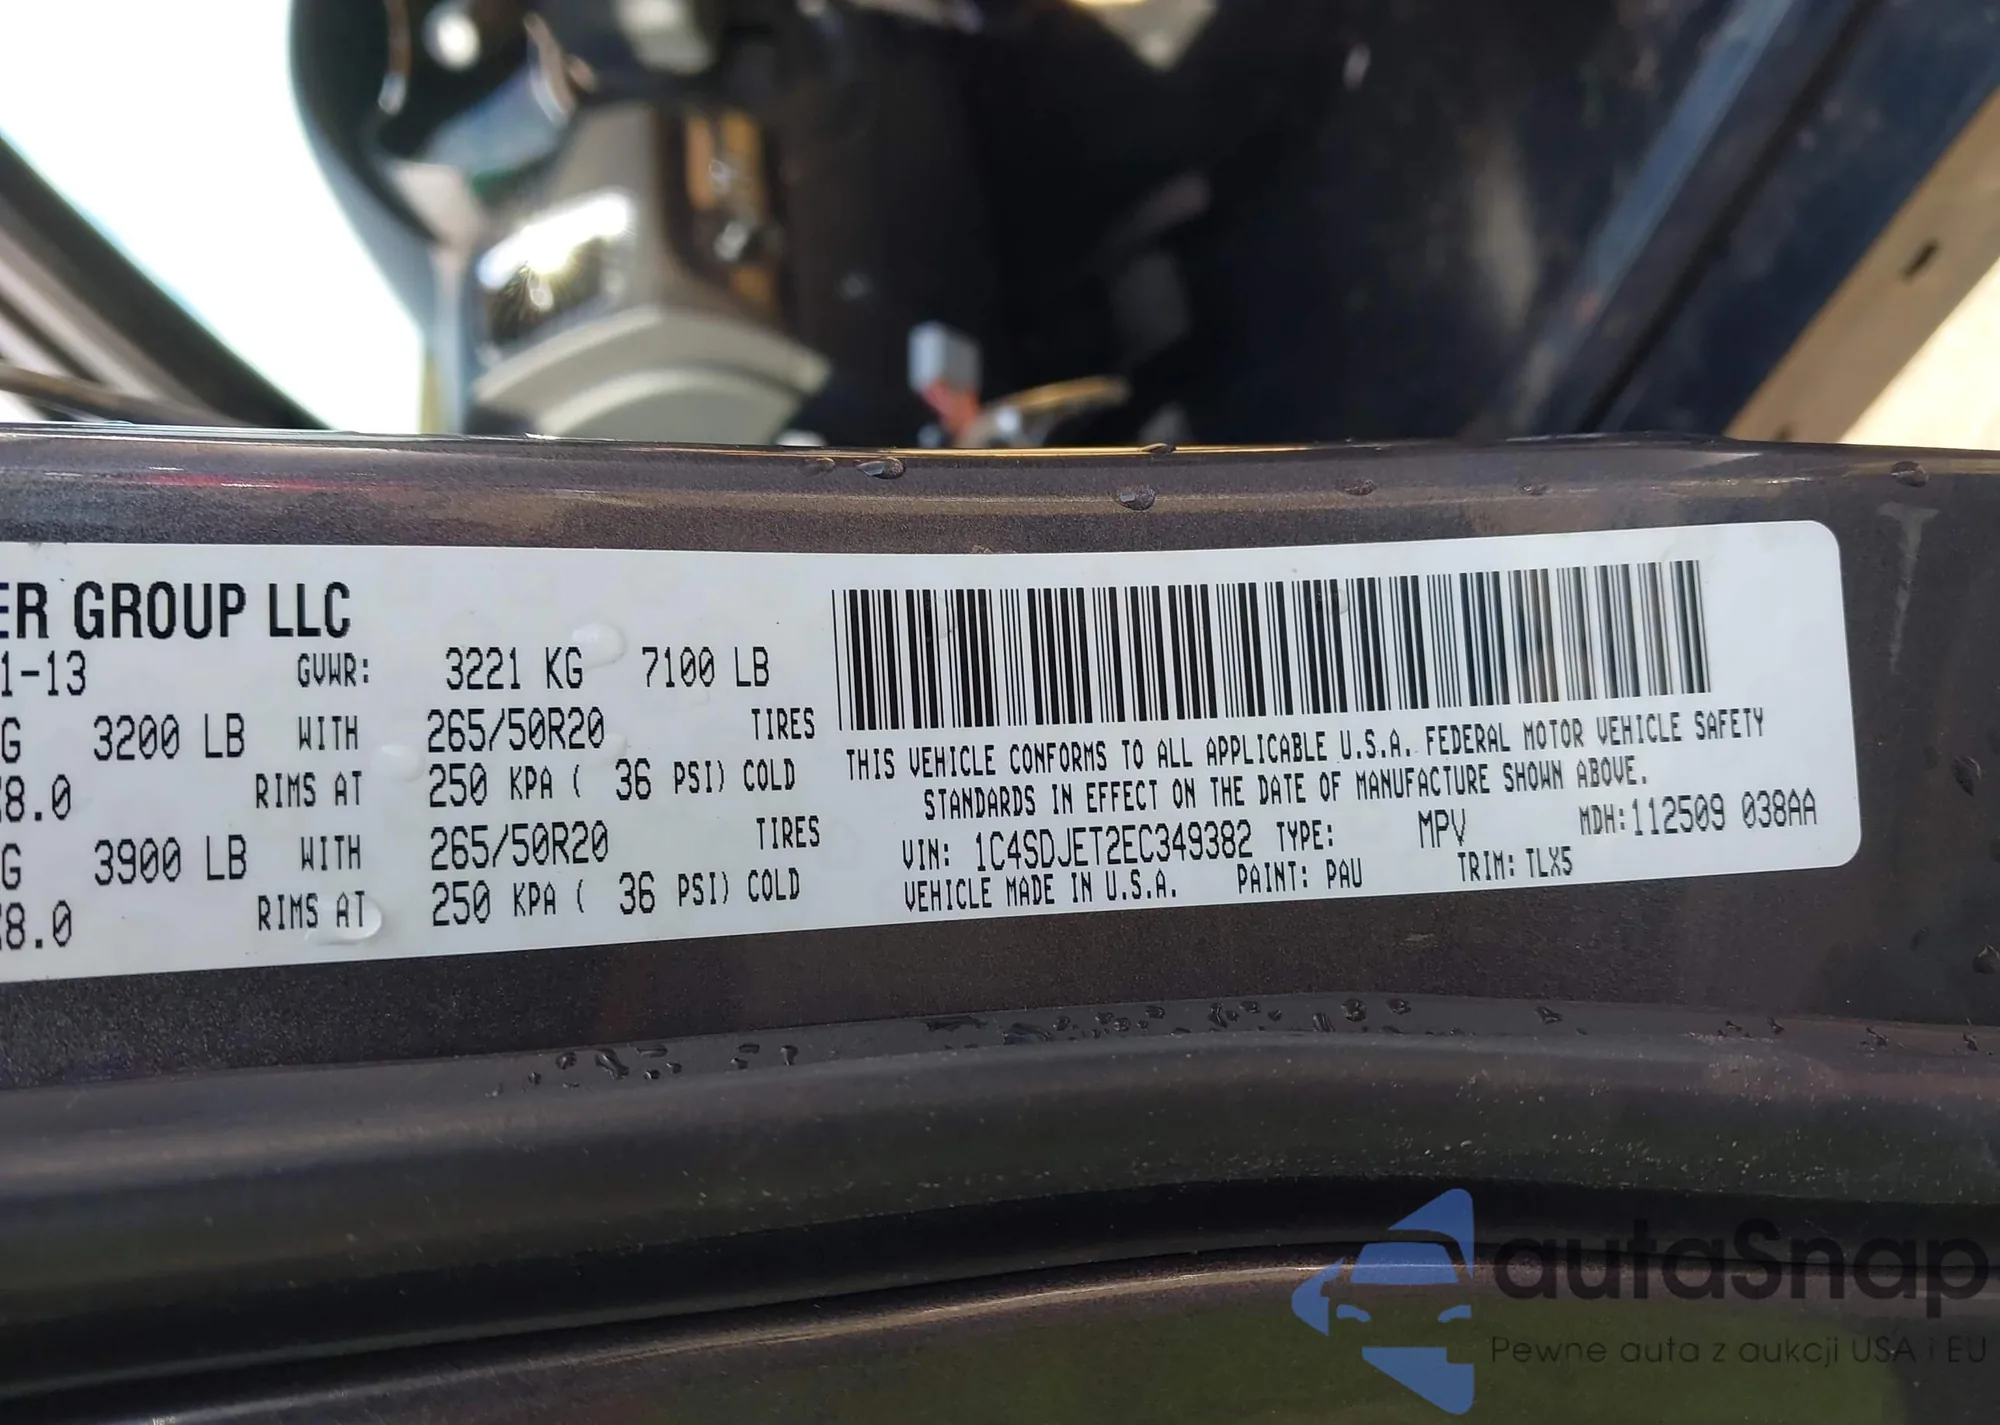 ER GROUP LLC
1-13 GVWR: 3221 KG 7100 LB
G 3200 LB WITH 265/50R20 TIRES
8.0 RIMS AT 250 KPA ( 36 PSI) COLD
G 3900 LB WITH 265/50R20 TIRES
8.0 RIMS AT 250 KPA ( 36 PSI) COLD
THIS VEHICLE CONFORMS TO ALL APPLICABLE U.S.A. FEDERAL MOTOR VEHICLE SAFETY
STANDARDS IN EFFECT ON THE DATE OF MANUFACTURE SHOWN ABOVE.
VIN: 1C4SDJET2EC349382 TYPE: MPV MDH:112509 038AA
VEHICLE MADE IN U.S.A. PAINT: PAU TRIM: TLX5
autaSnap
Pewne auta z aukcji USA i EU